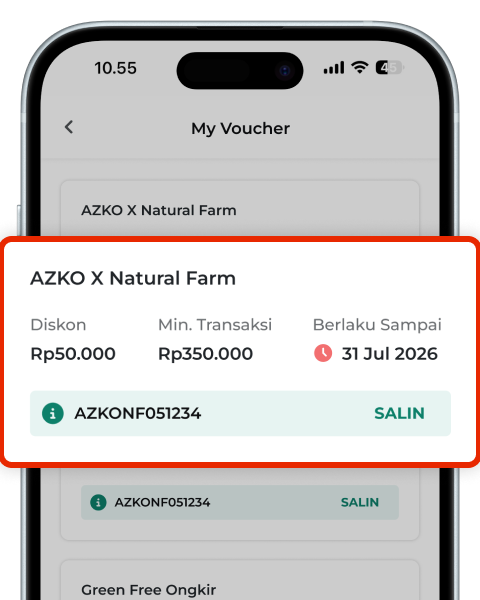 10.55
45
My Voucher
AZKO X Natural Farm
AZKO X Natural Farm
Diskon Min. Transaksi Berlaku Sampai
Rp50.000 Rp350.000 31 Jul 2026
AZKONF051234 SALIN
AZKONF051234 SALIN
Green Free Ongkir